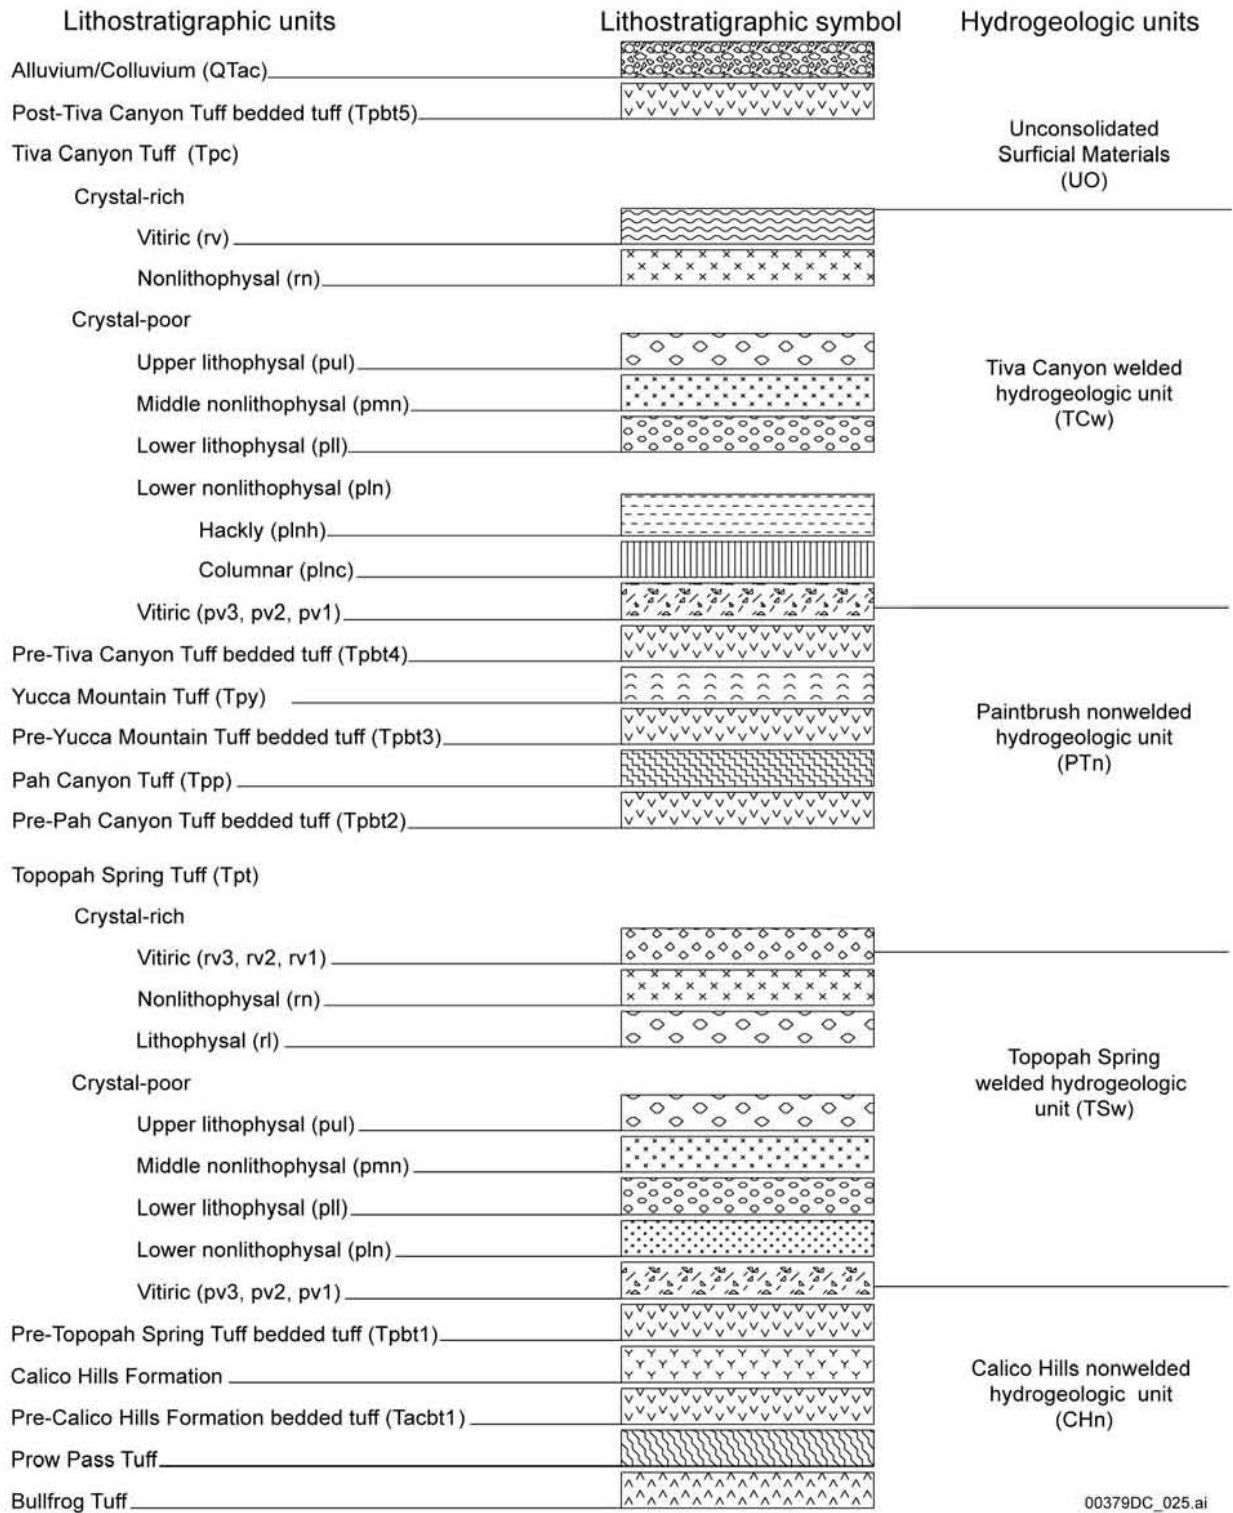 Lithostratigraphic units
Lithostratigraphic symbol
Hydrogeologic units
Alluvium/Colluvium (QTac)
Post-Tiva Canyon Tuff bedded tuff (Tpbt5)
Unconsolidated
Surficial Materials
(UO)
Tiva Canyon Tuff (Tpc)
Crystal-rich
Vitiric (rv)
Nonlithophysal (rn)
Crystal-poor
Upper lithophysal (pul)
Middle nonlithophysal (pmn)
Lower lithophysal (pll)
Tiva Canyon welded
hydrogeologic unit
(TCw)
Lower nonlithophysal (pln)
Hackly (plnh)
Columnar (plnc)
Vitiric (pv3, pv2, pv1)
Pre-Tiva Canyon Tuff bedded tuff (Tpbt4)
Yucca Mountain Tuff (Tpy)
Pre-Yucca Mountain Tuff bedded tuff (Tpbt3)
Pah Canyon Tuff (Tpp)
Pre-Pah Canyon Tuff bedded tuff (Tpbt2)
Paintbrush nonwelded
hydrogeologic unit
(PTn)
Topopah Spring Tuff (Tpt)
Crystal-rich
Vitiric (rv3, rv2, rv1)
Nonlithophysal (rn)
Lithophysal (rl)
Crystal-poor
Upper lithophysal (pul)
Middle nonlithophysal (pmn)
Lower lithophysal (pll)
Lower nonlithophysal (pln)
Vitiric (pv3, pv2, pv1)
Topopah Spring
welded hydrogeologic
unit (TSw)
Pre-Topopah Spring Tuff bedded tuff (Tpbt1)
Calico Hills Formation
Pre-Calico Hills Formation bedded tuff (Tacbt1)
Prow Pass Tuff
Bullfrog Tuff
Calico Hills nonwelded
hydrogeologic unit
(CHn)
00379DC_025.ai